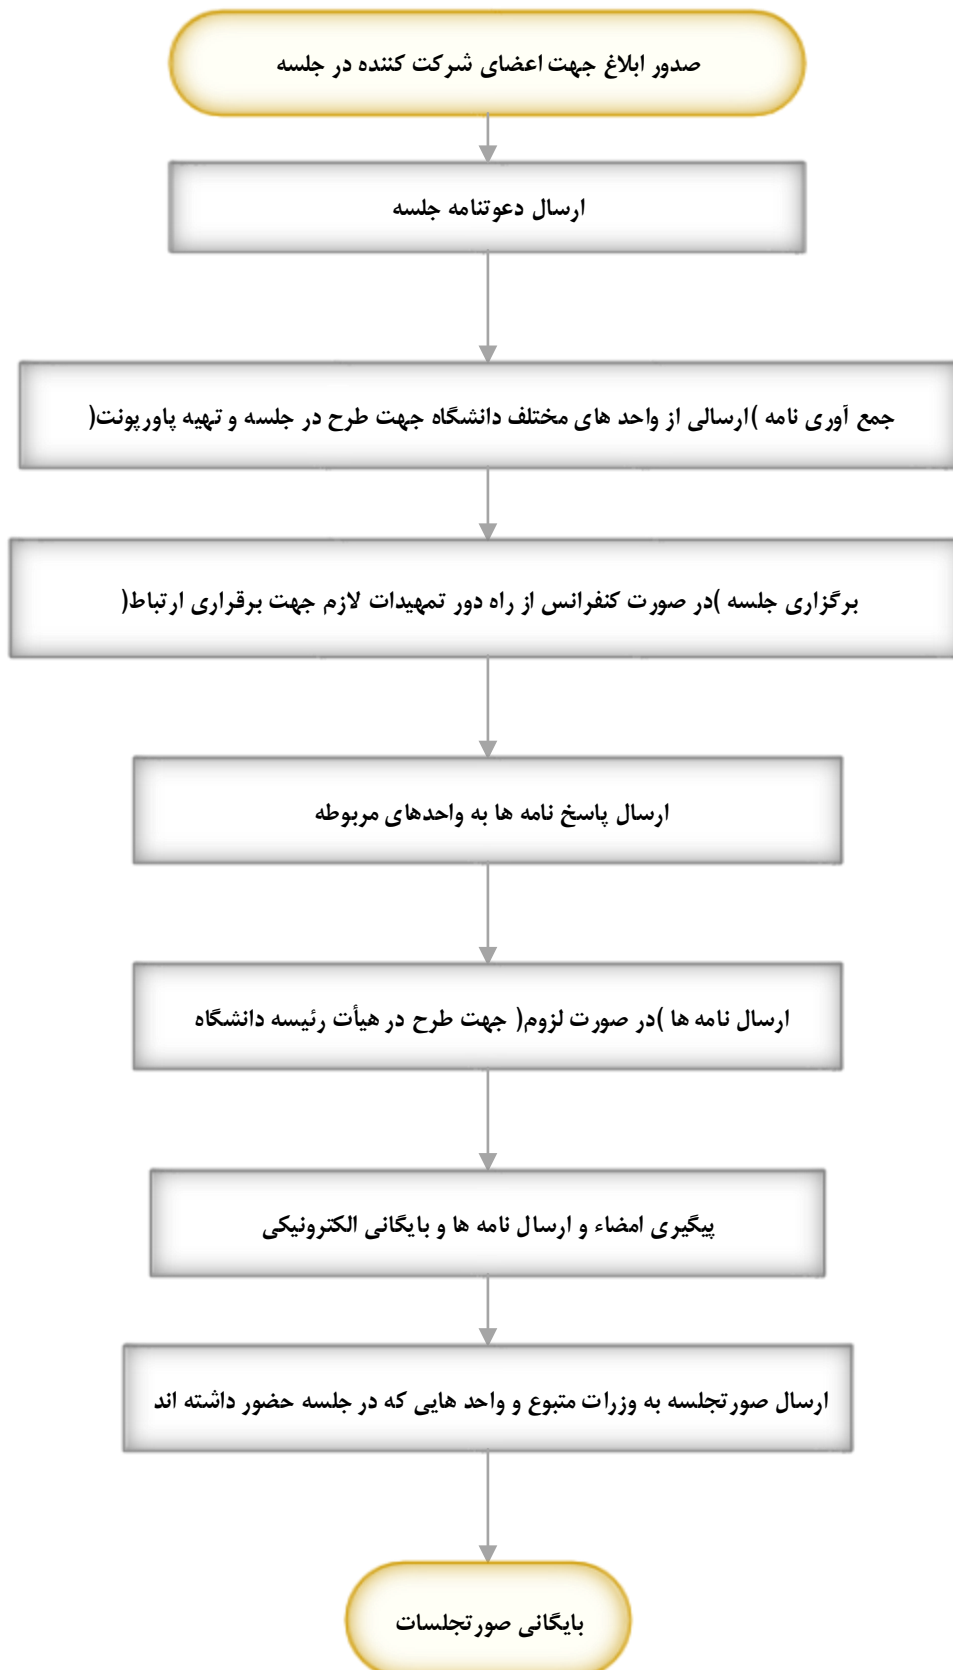 صدور ابلاغ جهت اعضای شرکت کننده در جلسه
ارسال دعوتنامه جلسه
جمع آوری نامه )ارسالی از واحد های مختلف دانشگاه جهت طرح در جلسه و تهیه پاورپونت(
برگزاری جلسه )در صورت کنفرانس از راه دور تمهیدات لازم جهت برقراری ارتباط(
ارسال پاسخ نامه ها به واحدهای مربوطه
ارسال نامه ها )در صورت لزوم( جهت طرح در هیأت رئیسه دانشگاه
پیگیری امضاء و ارسال نامه ها و بایگانی الکترونیکی
ارسال صورتجلسه به وزرات متبوع و واحد هایی که در جلسه حضور داشته اند
بایگانی صورتجلسات